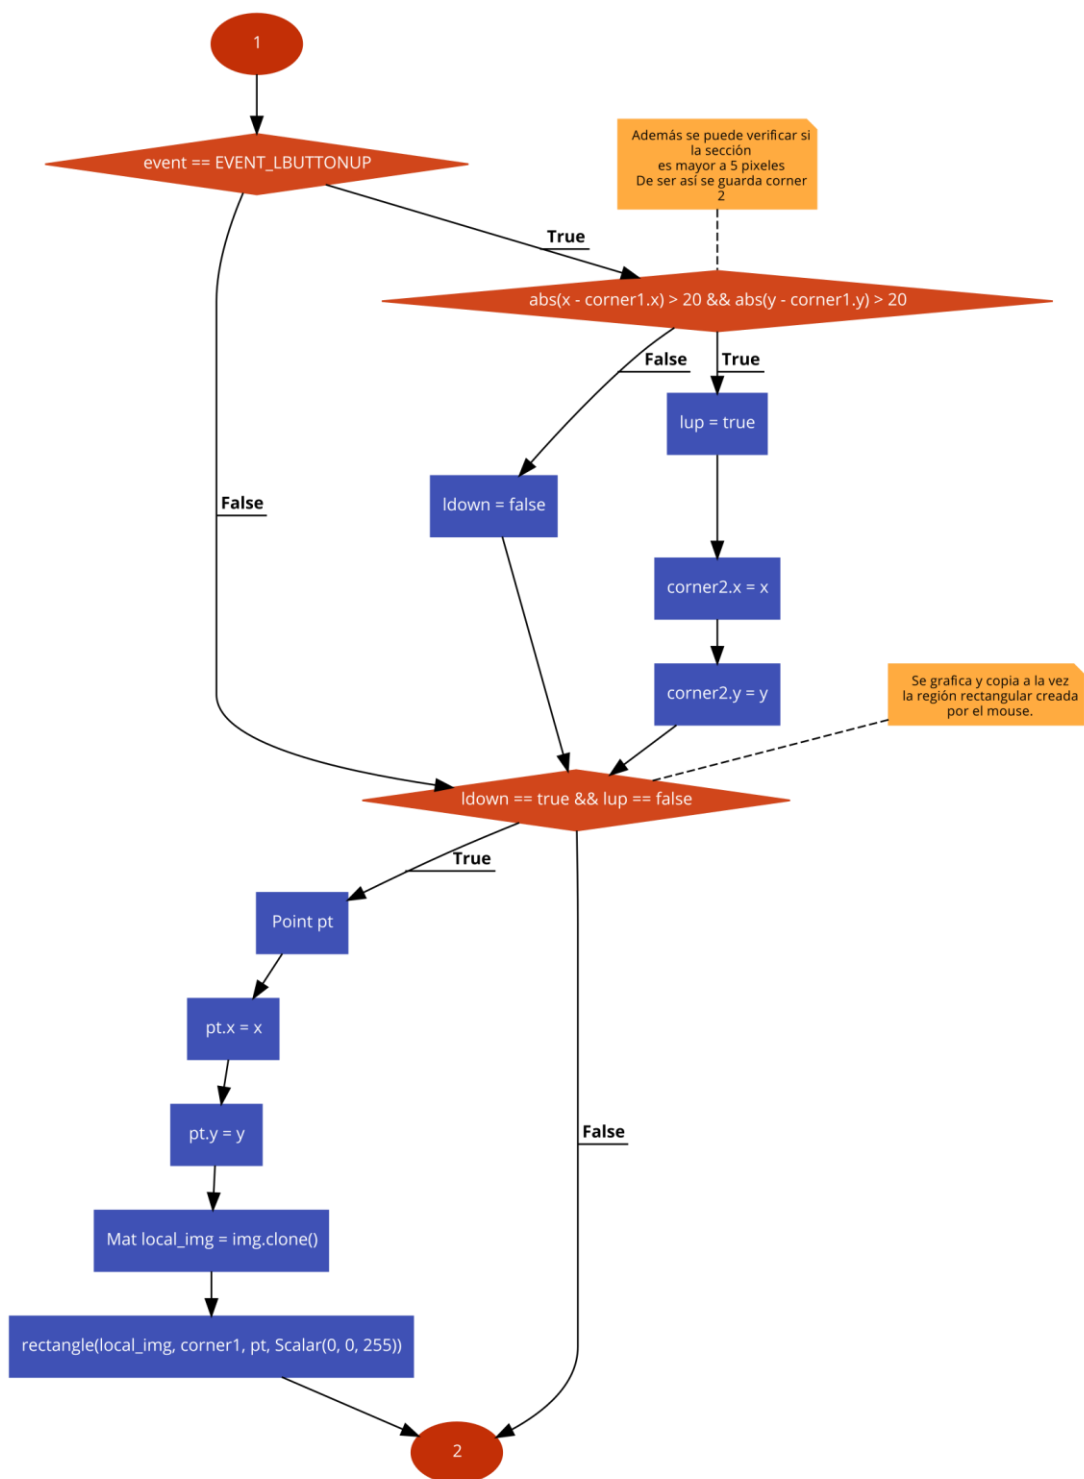 1
event == EVENT_LBUTTONUP
Además se puede verificar si
la sección
es mayor a 5 pixeles
De ser así se guarda corner
2
True
abs(x - corner1.x) > 20 && abs(y - corner1.y) > 20
False
True
lup = true
ldown = false
False
corner2.x = x
corner2.y = y
Se grafica y copia a la vez
la región rectangular creada
por el mouse.
ldown == true && lup == false
True
Point pt
pt.x = x
pt.y = y
False
Mat local_img = img.clone()
rectangle(local_img, corner1, pt, Scalar(0, 0, 255))
2